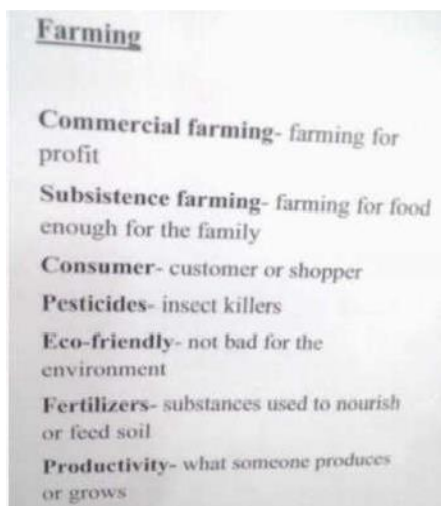 Farming
Commercial farming- farming for
profit
Subsistence farming- farming for food
enough for the family
Consumer- customer or shopper
Pesticides- insect killers
Eco-friendly- not bad for the
environment
Fertilizers- substances used to nourish
or feed soil
Productivity- what someone produces
or grows